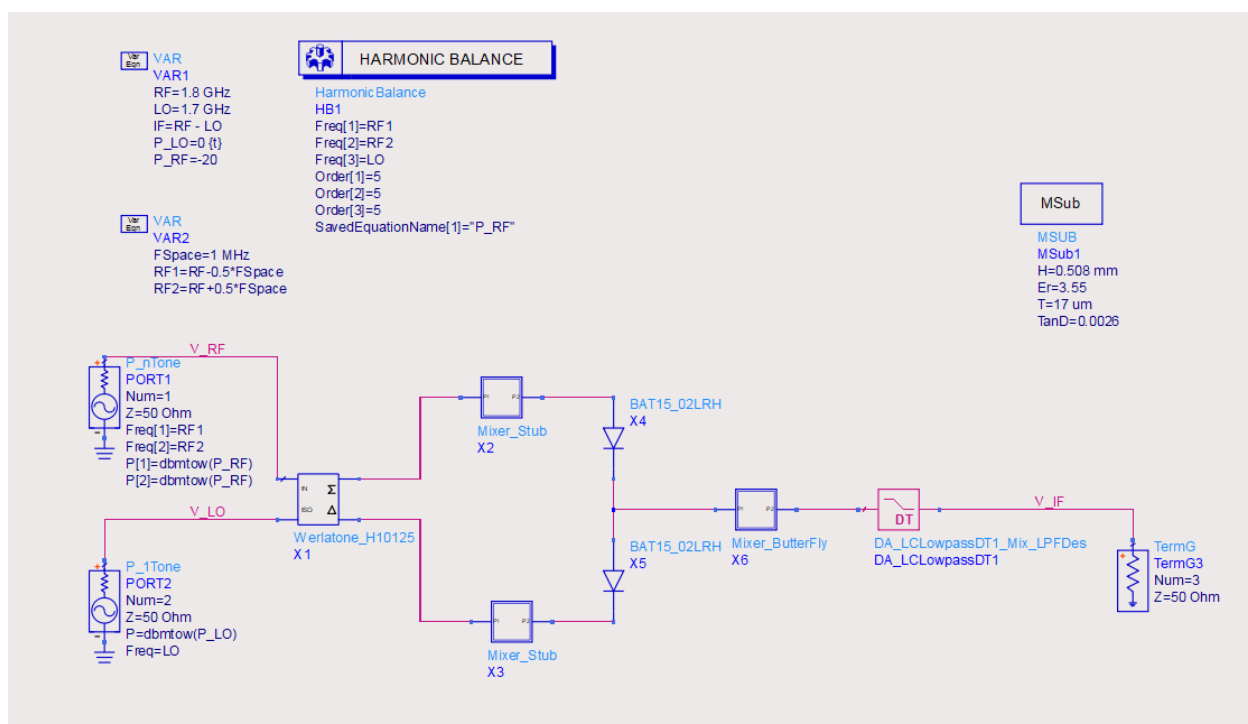 Var
Eqn
VAR
VAR1
RF=1.8 GHz
LO=1.7 GHz
IF=RF - LO
P_LO=0 {t}
P_RF=-20
HARMONIC BALANCE
HarmonicBalance
HB1
Freq[1]=RF1
Freq[2]=RF2
Freq[3]=LO
Order[1]=5
Order[2]=5
Order[3]=5
SavedEquationName[1]="P_RF"
Var
Eqn
VAR
VAR2
FSpace=1 MHz
RF1=RF-0.5*FSpace
RF2=RF+0.5*FSpace
MSub
MSUB
MSub1
H=0.508 mm
Er=3.55
T=17 um
TanD=0.0026
V_RF
P_nTone
PORT1
Num=1
Z=50 Ohm
Freq[1]=RF1
Freq[2]=RF2
P[1]=dbmtow(P_RF)
P[2]=dbmtow(P_RF)
V_LO
P_1Tone
PORT2
Num=2
Z=50 Ohm
P=dbmtow(P_LO)
Freq=LO
IN Σ
ISO Δ
Werlatone_H10125
X1
P1 P2
Mixer_Stub
X2
P1 P2
Mixer_Stub
X3
BAT15_02LRH
X4
BAT15_02LRH
X5
P1 P2
Mixer_ButterFly
X6
DT
DA_LCLowpassDT1_Mix_LPFDes
DA_LCLowpassDT1
V_IF
TermG
TermG3
Num=3
Z=50 Ohm